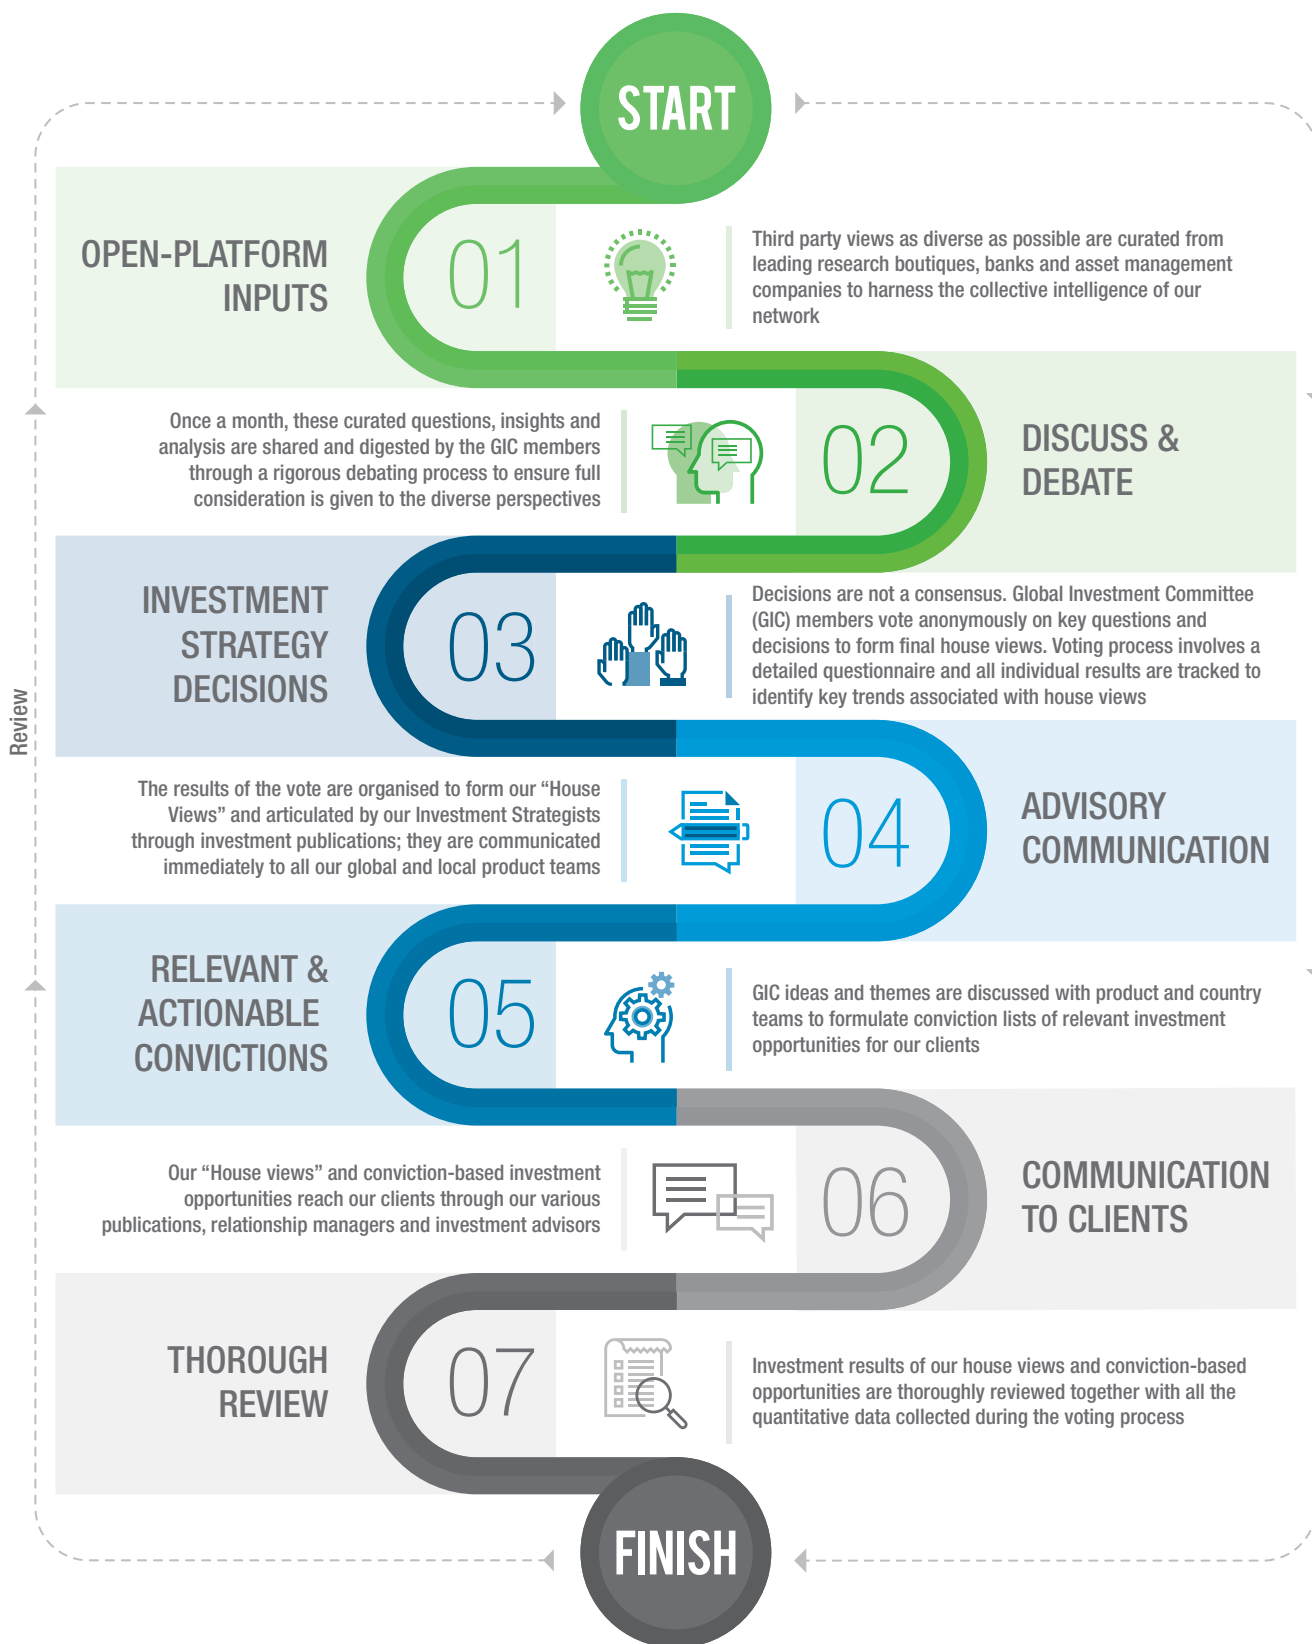 START
OPEN-PLATFORM
INPUTS
01
Third party views as diverse as possible are curated from
leading research boutiques, banks and asset management
companies to harness the collective intelligence of our
network
Once a month, these curated questions, insights and
analysis are shared and digested by the GIC members
through a rigorous debating process to ensure full
consideration is given to the diverse perspectives
02
DISCUSS &
DEBATE
INVESTMENT
STRATEGY
DECISIONS
03
Decisions are not a consensus. Global Investment Committee
(GIC) members vote anonymously on key questions and
decisions to form final house views. Voting process involves a
detailed questionnaire and all individual results are tracked to
identify key trends associated with house views
Review
The results of the vote are organised to form our “House
Views” and articulated by our Investment Strategists
through investment publications; they are communicated
immediately to all our global and local product teams
04
ADVISORY
COMMUNICATION
RELEVANT &
ACTIONABLE
CONVICTIONS
05
GIC ideas and themes are discussed with product and country
teams to formulate conviction lists of relevant investment
opportunities for our clients
Our “House views” and conviction-based investment
opportunities reach our clients through our various
publications, relationship managers and investment advisors
06
COMMUNICATION
TO CLIENTS
THOROUGH
REVIEW
07
Investment results of our house views and conviction-based
opportunities are thoroughly reviewed together with all the
quantitative data collected during the voting process
FINISH